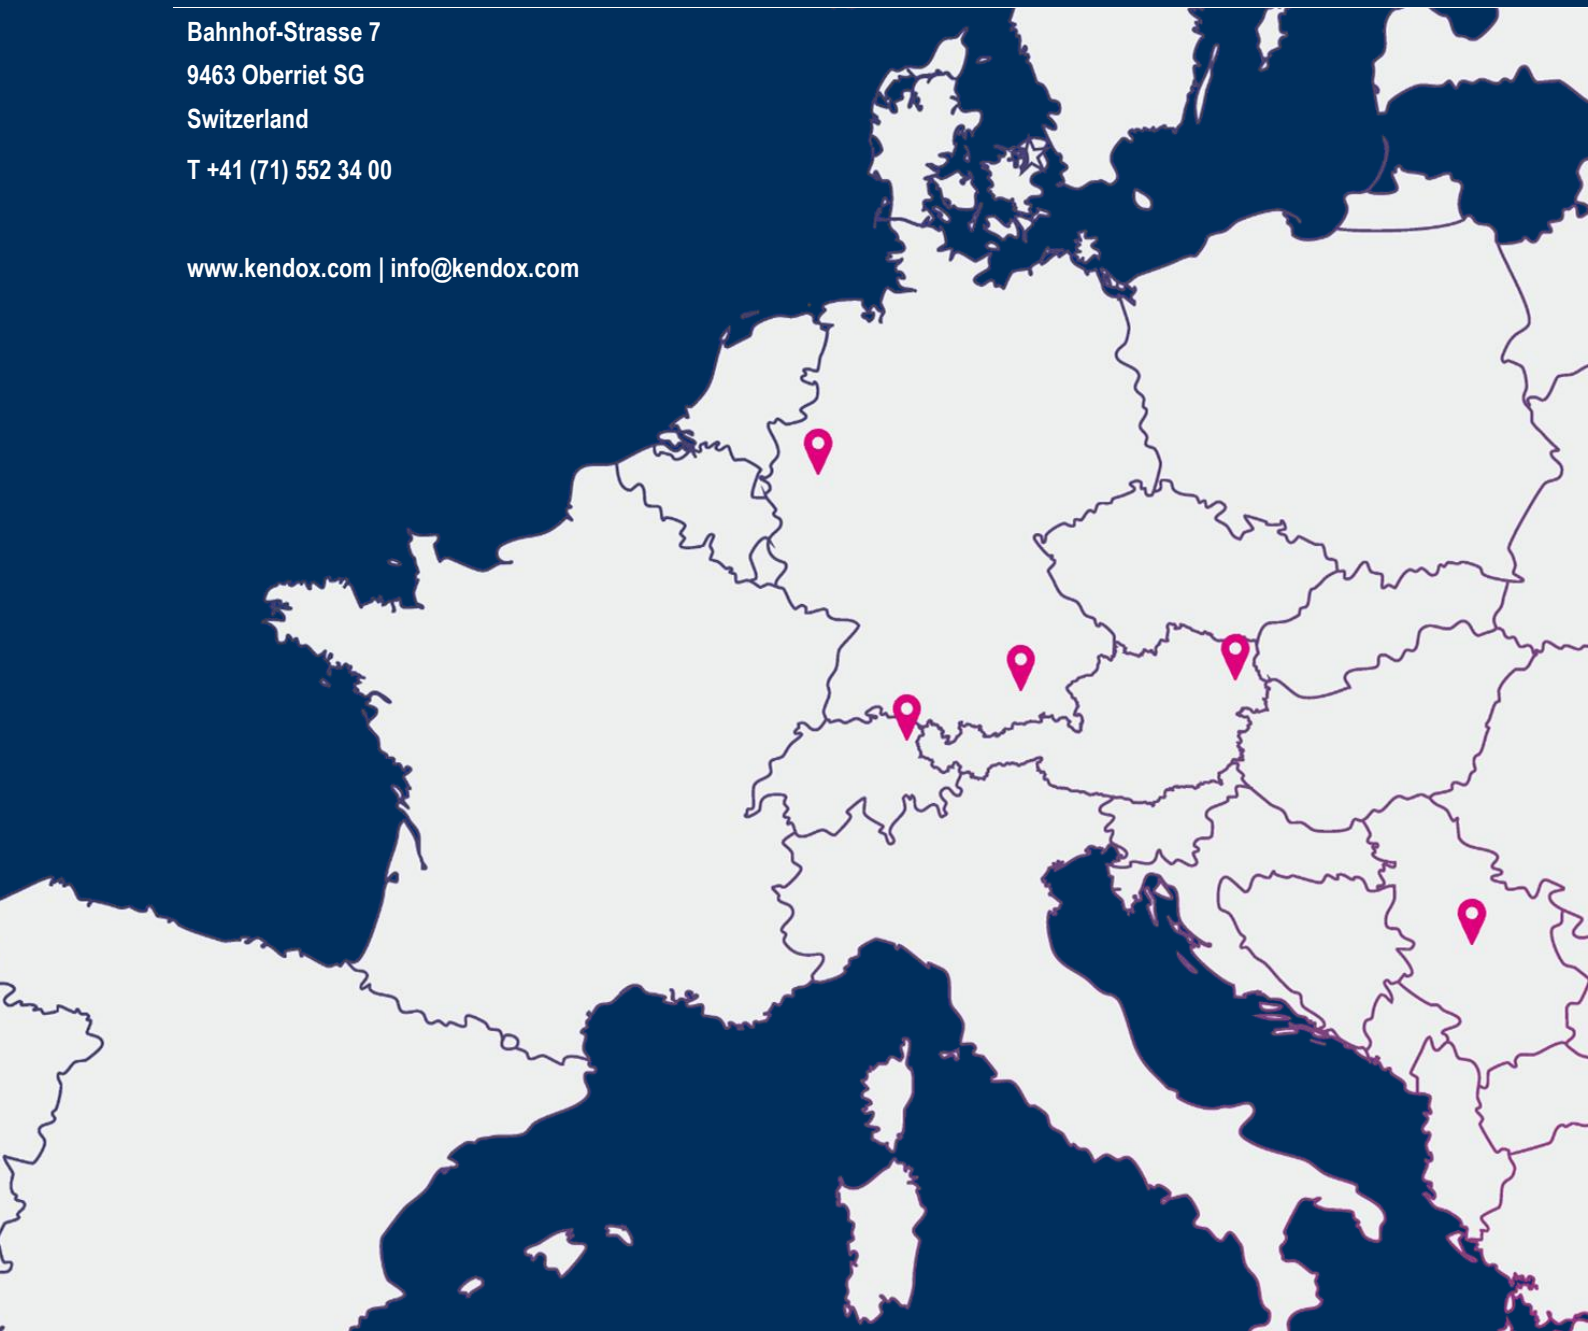 Bahnhof-Strasse 7
9463 Oberriet SG
Switzerland
T +41 (71) 552 34 00
www.kendox.com | info@kendox.com